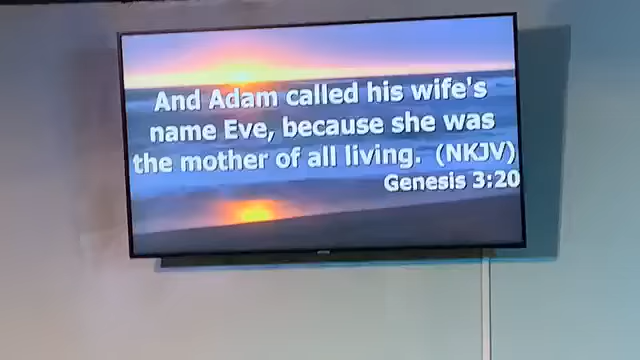 And Adam called his wife's
name Eve, because she was
the mother of all living. (NKJV)
Genesis 3:20